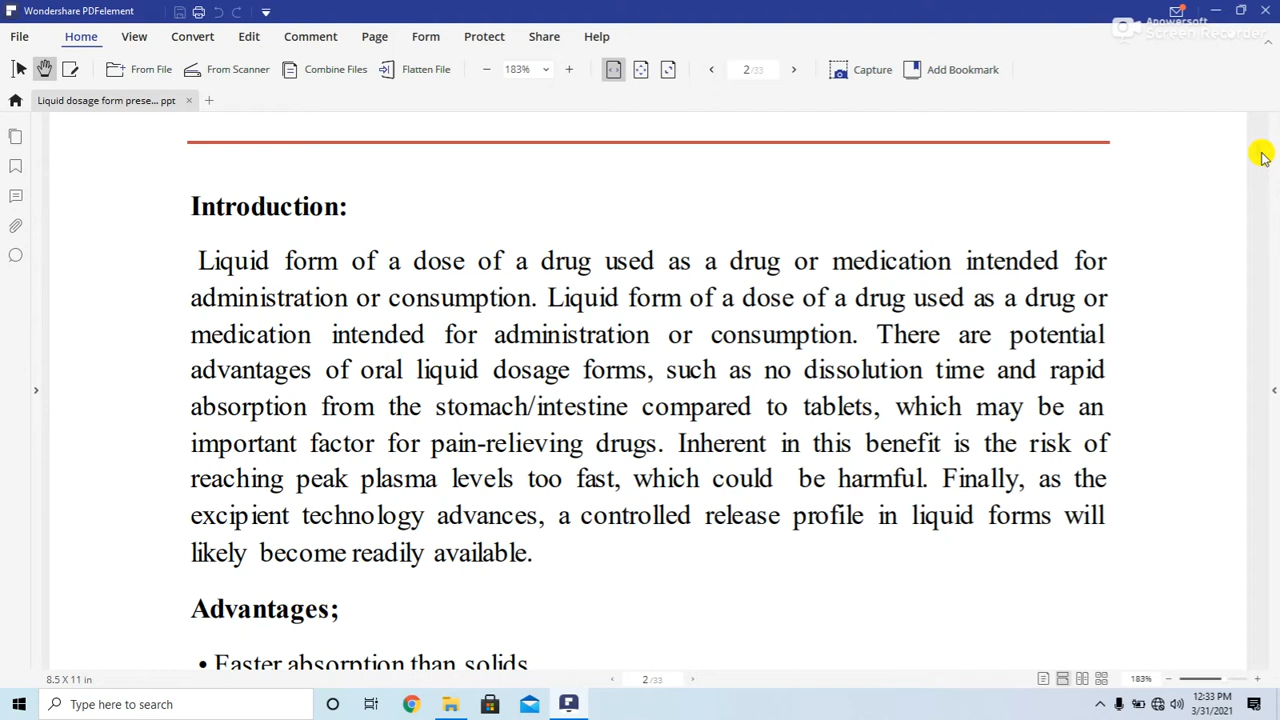 Wondershare PDFelement
Apowersoft
Screen Recorder
File Home View Convert Edit Comment Page Form Protect Share Help
From File From Scanner Combine Files Flatten File 183% 2/33 Capture Add Bookmark
Liquid dosage form prese... ppt
Introduction:
Liquid form of a dose of a drug used as a drug or medication intended for
administration or consumption. Liquid form of a dose of a drug used as a drug or
medication intended for administration or consumption. There are potential
advantages of oral liquid dosage forms, such as no dissolution time and rapid
absorption from the stomach/intestine compared to tablets, which may be an
important factor for pain-relieving drugs. Inherent in this benefit is the risk of
reaching peak plasma levels too fast, which could be harmful. Finally, as the
excipient technology advances, a controlled release profile in liquid forms will
likely become readily available.
Advantages;
• Faster absorption than solids
8.5 X 11 in 2/33 183%
Type here to search
12:33 PM
3/31/2021